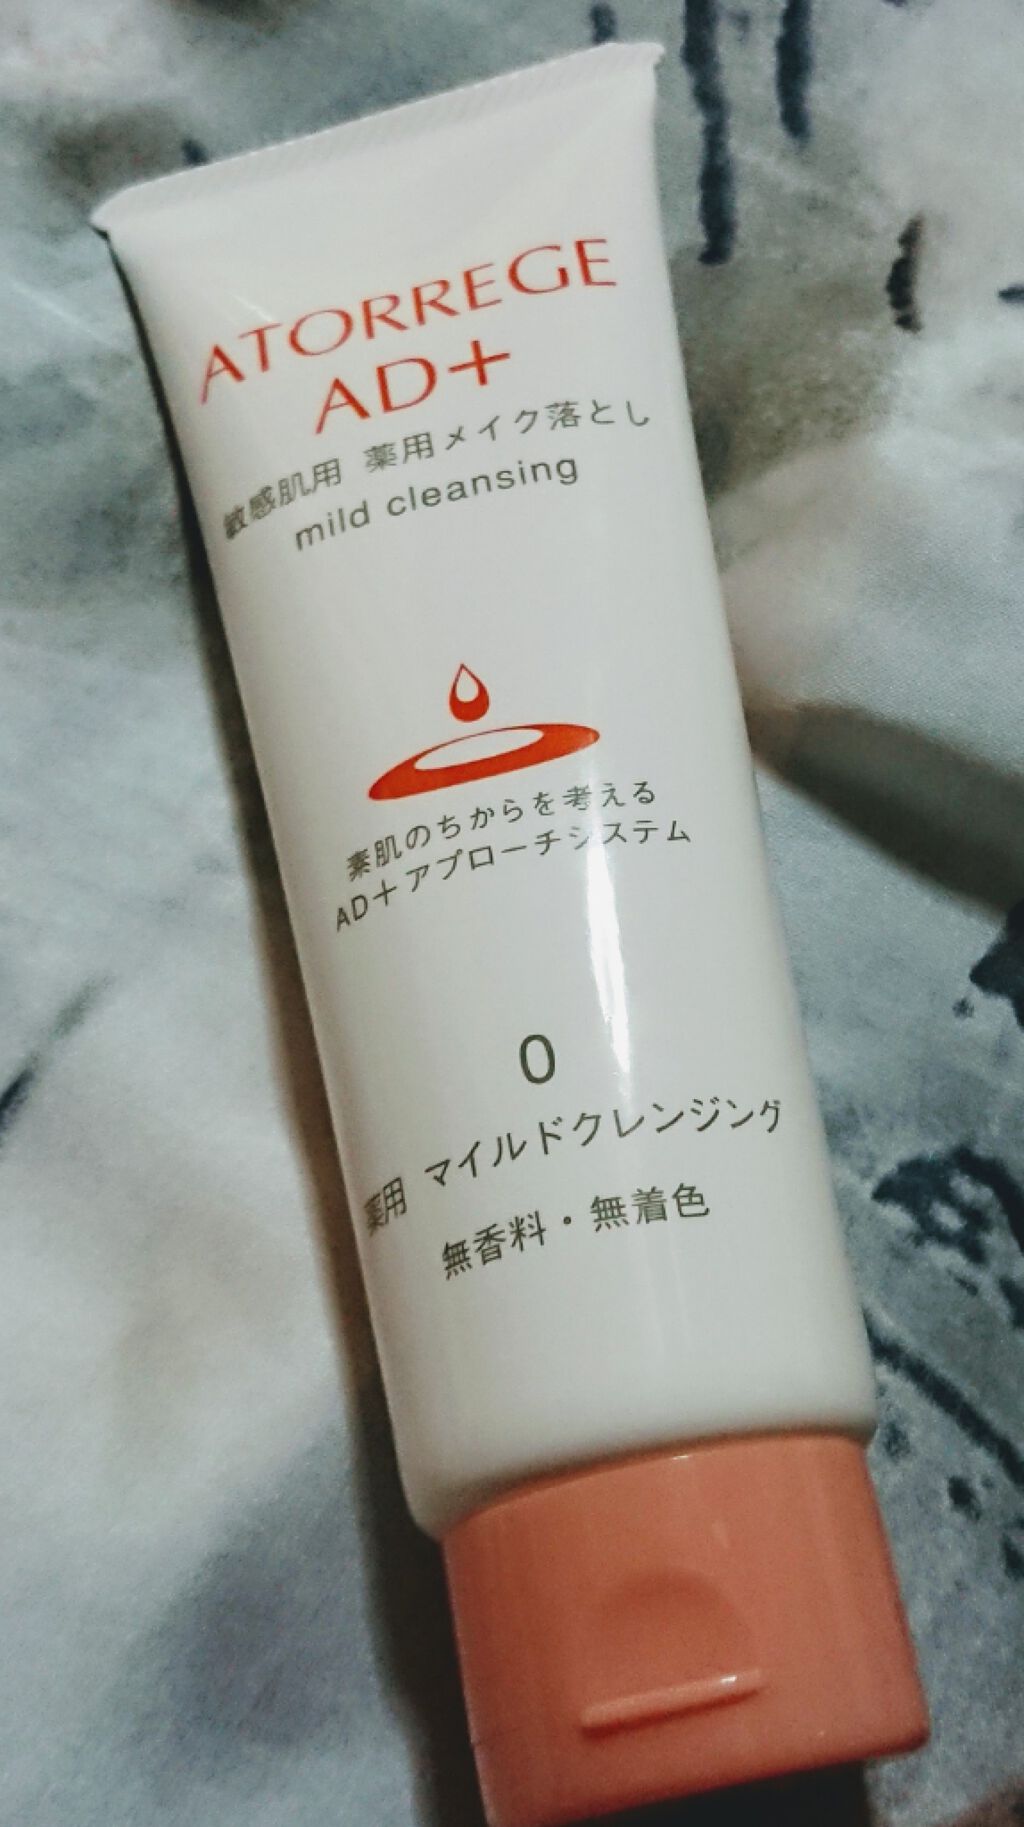 ATORREGE
AD+
敏感肌用 薬用メイク落とし
mild cleansing
素肌のちからを考える
AD+アプローチシステム
0
薬用 マイルドクレンジング
無香料・無着色